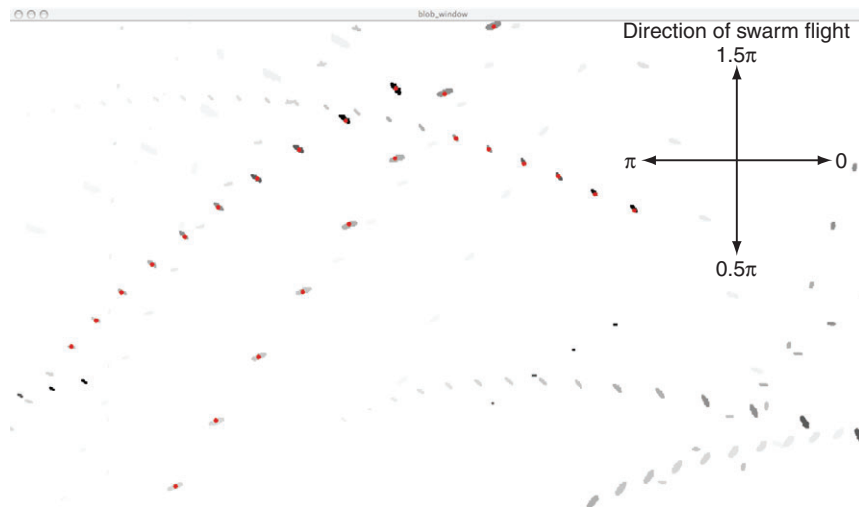 blob_window
Direction of swarm flight
1.5π
π 0
0.5π